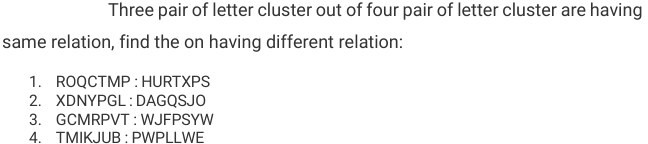 Three pair of letter cluster out of four pair of letter cluster are having
same relation, find the on having different relation:
1. ROQCTMP : HURTXPS
2. XDNYPGL : DAGQSJO
3. GCMRPVT : WJFPSYW
4. TMIKJUB : PWPLLWE